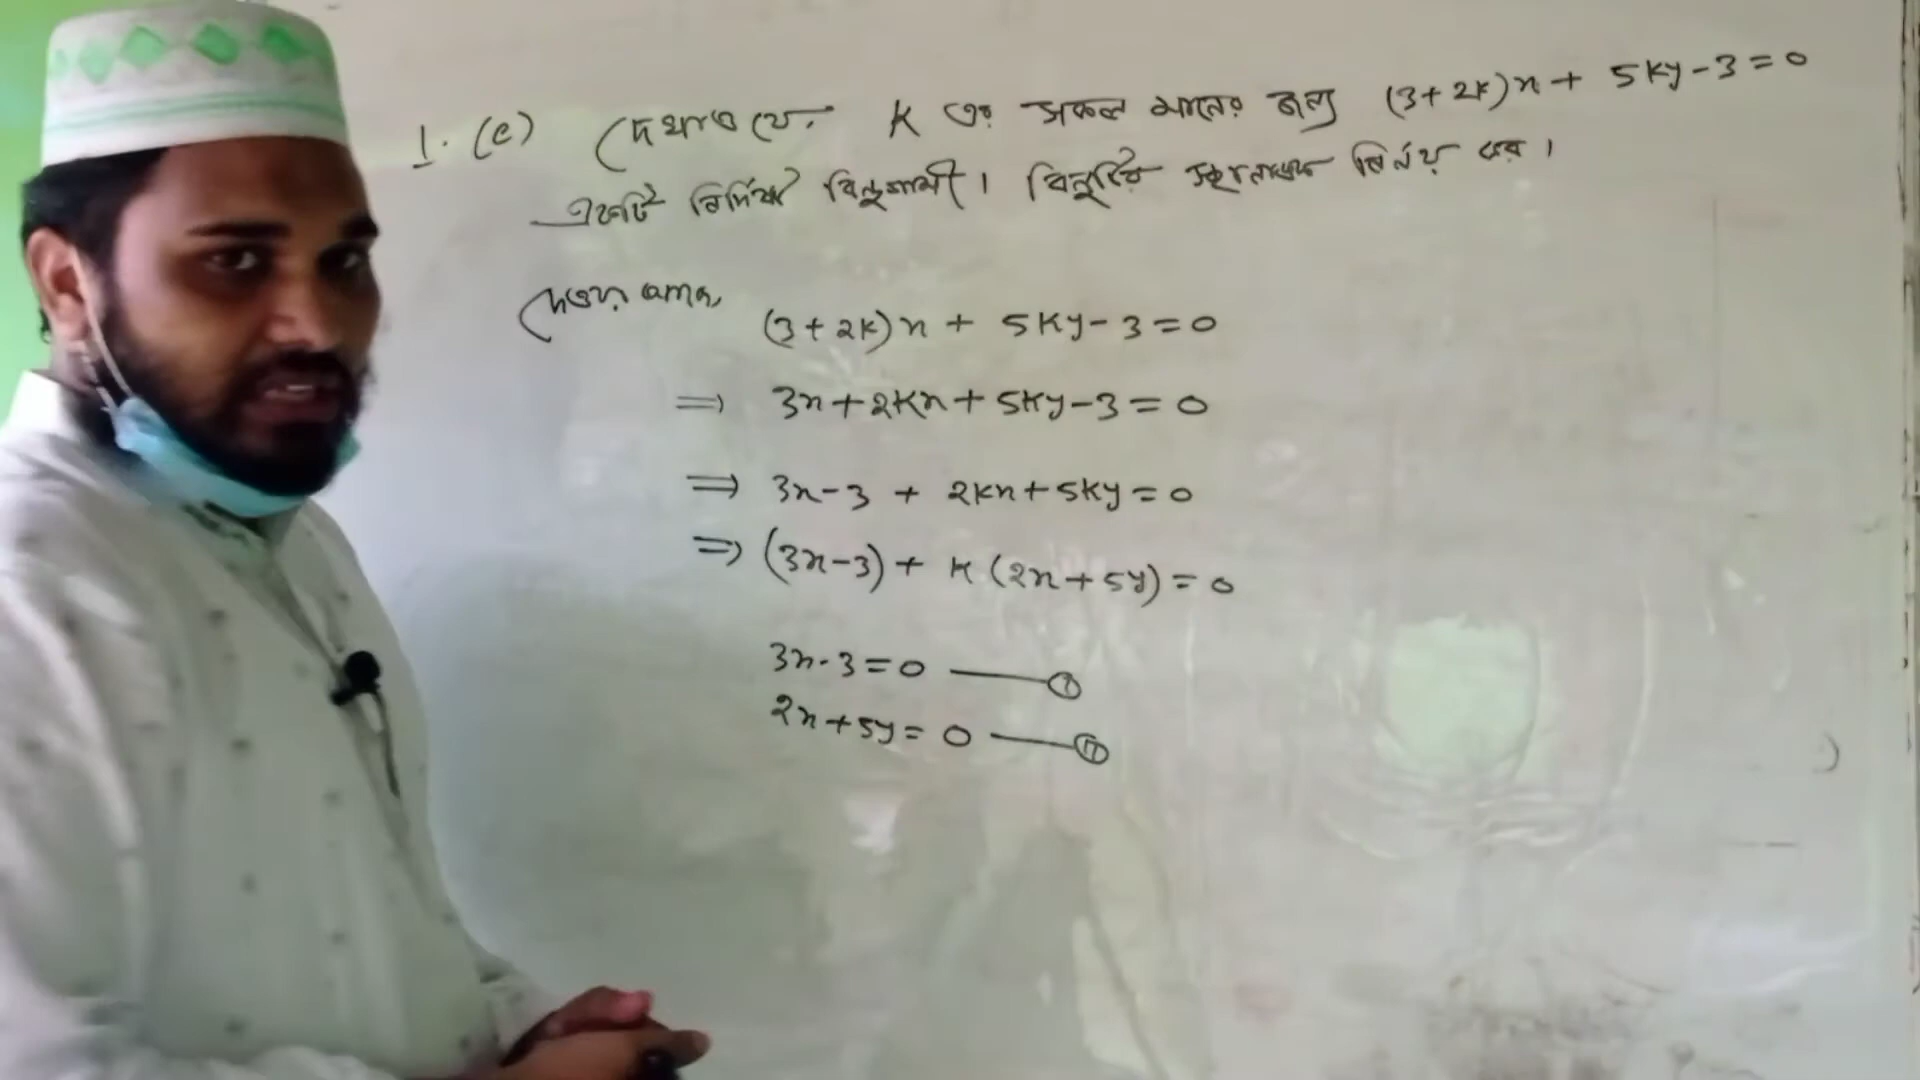 1. (c) দেখাও যে, K এর সকল মানের জন্য (3+2k)x + 5ky-3=0
একটি নির্দিষ্ট বিন্দুগামী। বিন্দুটির স্থানাঙ্ক নির্ণয় কর।
দেওয়া আছে,
(3+2k)x + 5ky-3=0
⇒ 3x+2kx+5ky-3=0
⇒ 3x-3 + 2kx+5ky=0
⇒ (3x-3)+ k(2x+5y)=0
3x-3=0 — (i)
2x+5y=0 — (ii)